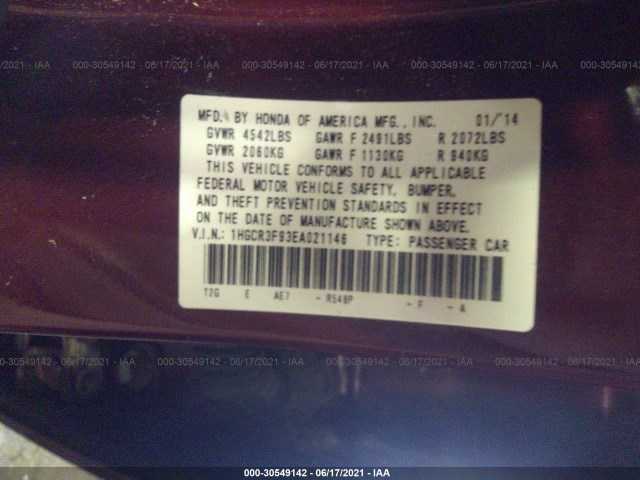 000-30549142 - 06/17/2021 - IAA
MFD. BY HONDA OF AMERICA MFG., INC. 01/14
GVWR 4542LBS GAWR F 2491LBS R 2072LBS
GVWR 2060KG GAWR F 1130KG R 940KG
THIS VEHICLE CONFORMS TO ALL APPLICABLE
FEDERAL MOTOR VEHICLE SAFETY, BUMPER,
AND THEFT PREVENTION STANDARDS IN EFFECT
ON THE DATE OF MANUFACTURE SHOWN ABOVE.
V.I.N.: 1HGCR3F93EA021146 TYPE: PASSENGER CAR
T2G E AE7 - R548P - F - A
000-30549142 - 06/17/2021 - IAA
000-30549142 - 06/17/2021 - IAA